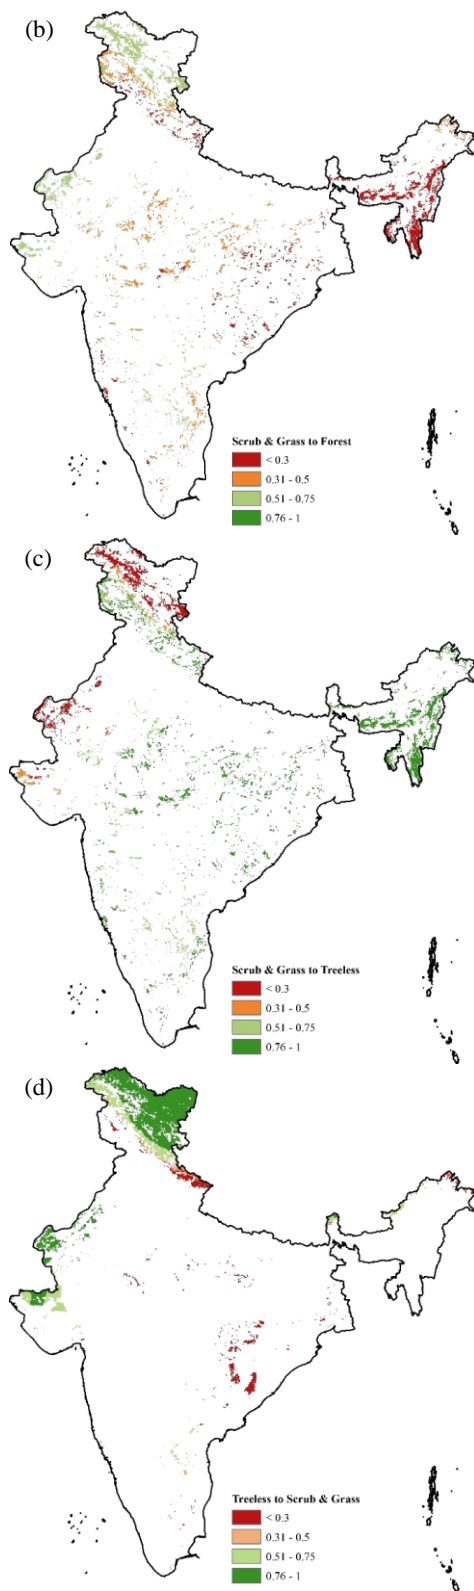 (b)
Scrub & Grass to Forest
< 0.3
0.31 - 0.5
0.51 - 0.75
0.76 - 1
(c)
Scrub & Grass to Treeless
< 0.3
0.31 - 0.5
0.51 - 0.75
0.76 - 1
(d)
Treeless to Scrub & Grass
< 0.3
0.31 - 0.5
0.51 - 0.75
0.76 - 1